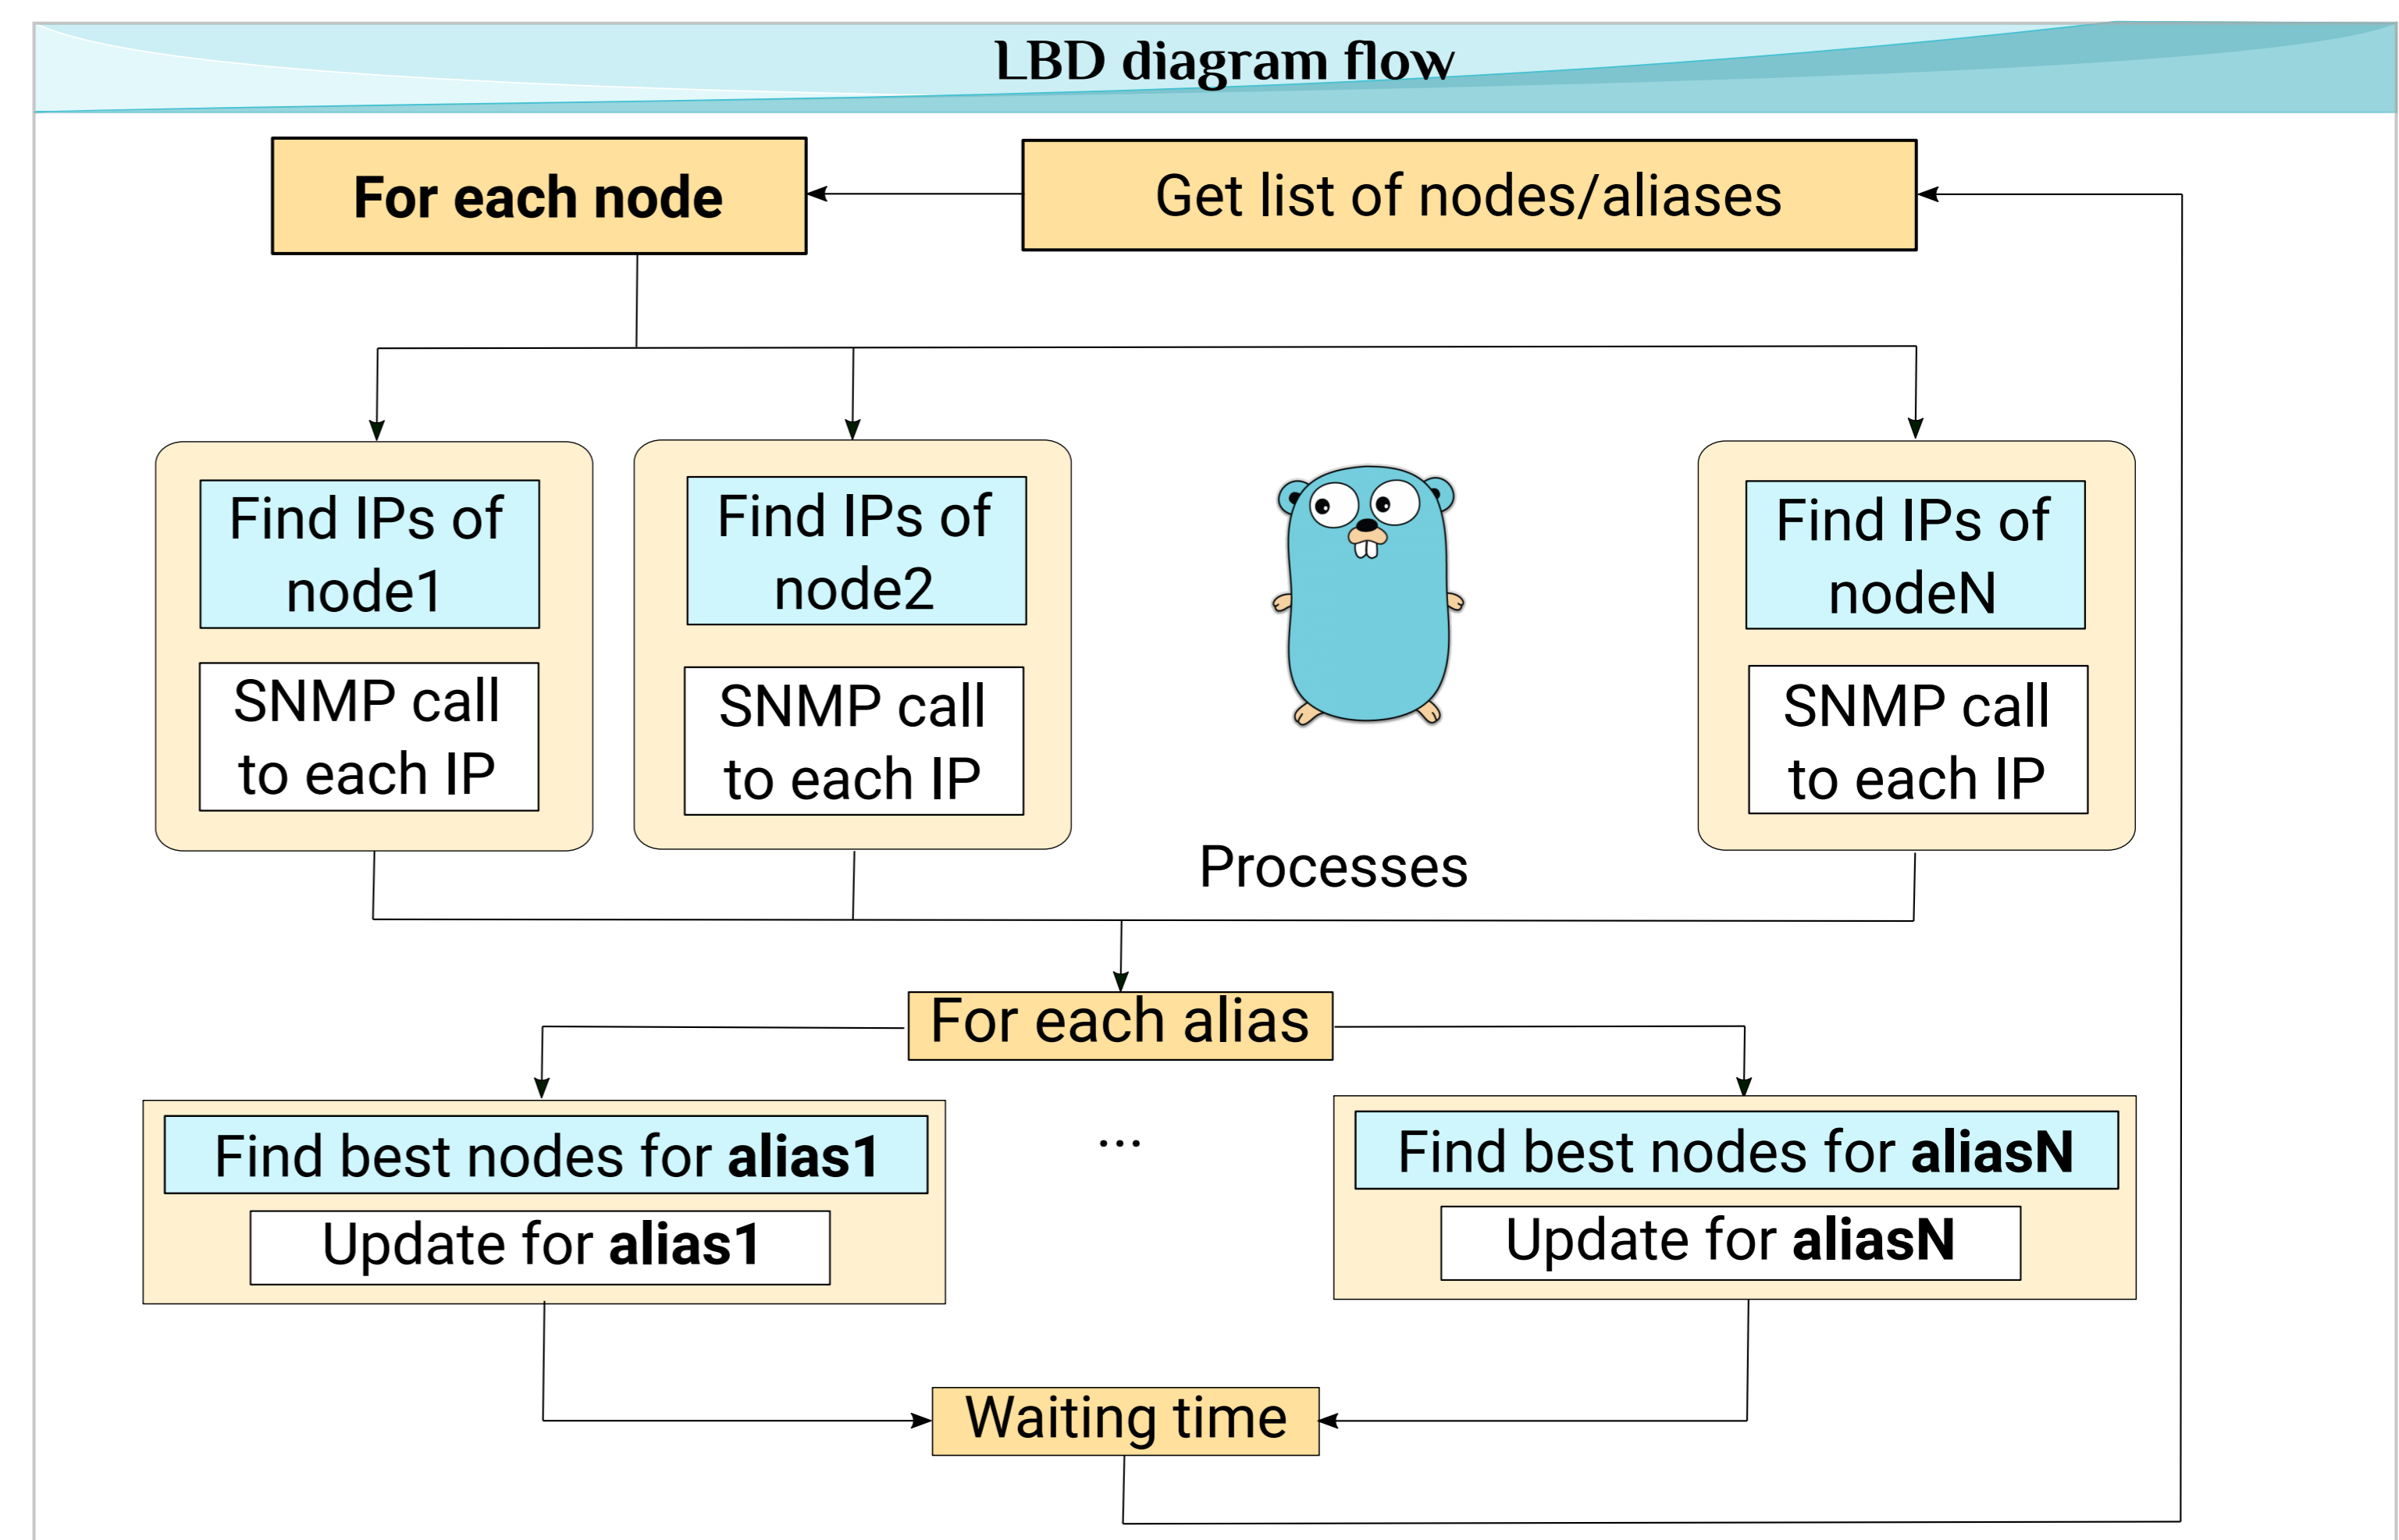 LBD diagram flow
For each node
Get list of nodes/aliases
Find IPs of
node1
SNMP call
to each IP
Find IPs of
node2
SNMP call
to each IP
Find IPs of
nodeN
SNMP call
to each IP
Processes
For each alias
Find best nodes for alias1
Update for alias1
...
Find best nodes for aliasN
Update for aliasN
Waiting time